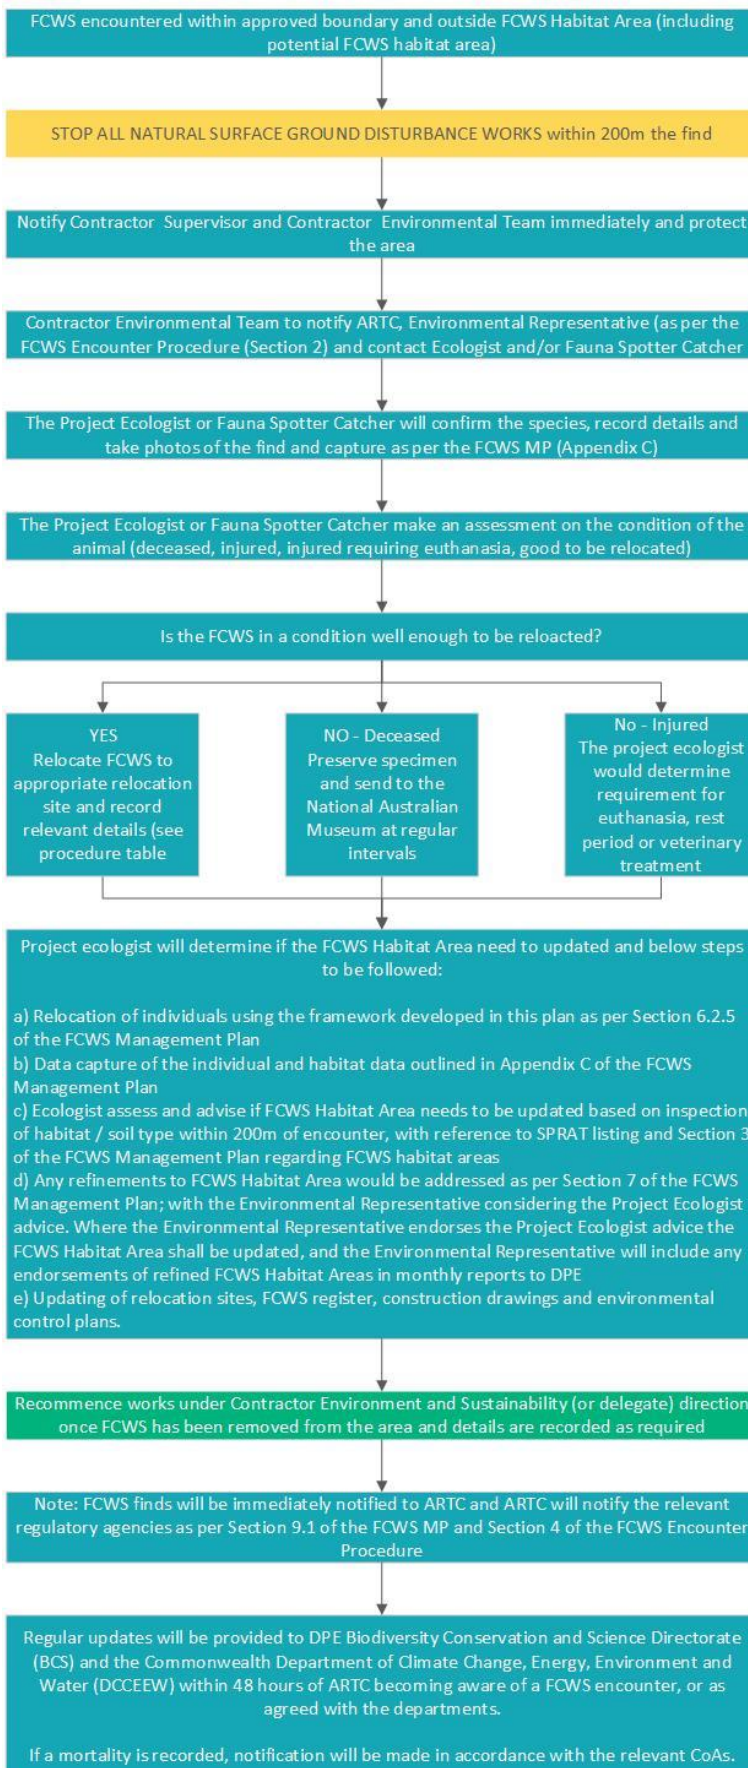 FCWS encountered within approved boundary and outside FCWS Habitat Area (including
potential FCWS habitat area)
STOP ALL NATURAL SURFACE GROUND DISTURBANCE WORKS within 200m the find
Notify Contractor Supervisor and Contractor Environmental Team immediately and protect
the area
Contractor Environmental Team to notify ARTC, Environmental Representative (as per the
FCWS Encounter Procedure (Section 2) and contact Ecologist and/or Fauna Spotter Catcher
The Project Ecologist or Fauna Spotter Catcher will confirm the species, record details and
take photos of the find and capture as per the FCWS MP (Appendix C)
The Project Ecologist or Fauna Spotter Catcher make an assessment on the condition of the
animal (deceased, injured, injured requiring euthanasia, good to be relocated)
Is the FCWS in a condition well enough to be reloacted?
YES
Relocate FCWS to
appropriate relocation
site and record
relevant details (see
procedure table
NO - Deceased
Preserve specimen
and send to the
National Australian
Museum at regular
intervals
No - Injured
The project ecologist
would determine
requirement for
euthanasia, rest
period or veterinary
treatment
Project ecologist will determine if the FCWS Habitat Area need to updated and below steps
to be followed:
a) Relocation of individuals using the framework developed in this plan as per Section 6.2.5
of the FCWS Management Plan
b) Data capture of the individual and habitat data outlined in Appendix C of the FCWS
Management Plan
c) Ecologist assess and advise if FCWS Habitat Area needs to be updated based on inspection
of habitat / soil type within 200m of encounter, with reference to SPRAT listing and Section 3
of the FCWS Management Plan regarding FCWS habitat areas
d) Any refinements to FCWS Habitat Area would be addressed as per Section 7 of the FCWS
Management Plan; with the Environmental Representative considering the Project Ecologist
advice. Where the Environmental Representative endorses the Project Ecologist advice the
FCWS Habitat Area shall be updated, and the Environmental Representative will include any
endorsements of refined FCWS Habitat Areas in monthly reports to DPE
e) Updating of relocation sites, FCWS register, construction drawings and environmental
control plans.
Recommence works under Contractor Environment and Sustainability (or delegate) direction
once FCWS has been removed from the area and details are recorded as required
Note: FCWS finds will be immediately notified to ARTC and ARTC will notify the relevant
regulatory agencies as per Section 9.1 of the FCWS MP and Section 4 of the FCWS Encounter
Procedure
Regular updates will be provided to DPE Biodiversity Conservation and Science Directorate
(BCS) and the Commonwealth Department of Climate Change, Energy, Environment and
Water (DCCEEW) within 48 hours of ARTC becoming aware of a FCWS encounter, or as
agreed with the departments.
If a mortality is recorded, notification will be made in accordance with the relevant CoAs.